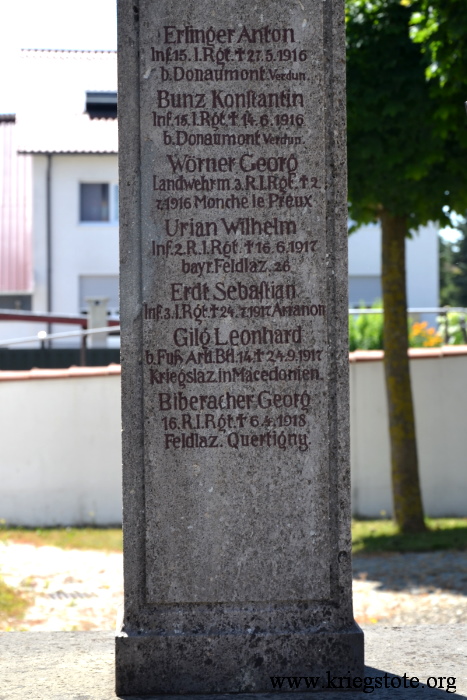 Erlinger Anton
Inf. 15. I. Rgt. † 27. 5. 1916
b. Donaumont Verdun.
Bunz Konstantin
Inf. 15. I. Rgt. † 14. 6. 1916
b. Donaumont Verdun.
Wörner Georg
Landwehrm. 3. R. I. Rgt. † 2.
7. 1916 Monche le Preux
Urian Wilhelm
Inf. 2. R. I. Rgt. † 16. 6. 1917
bayr. Feldlaz. 26.
Erdt Sebastian
Inf. 3. I. Rgt. † 24. 7. 1917 Arranon
Gilg Leonhard
b. Fuß Artl. Btl. 14. † 24. 9. 1917
Kriegslaz. in Macedonien.
Biberacher Georg
16. R. I. Rgt. † 6. 4. 1918
Feldlaz. Quertigny.
www.kriegstote.org